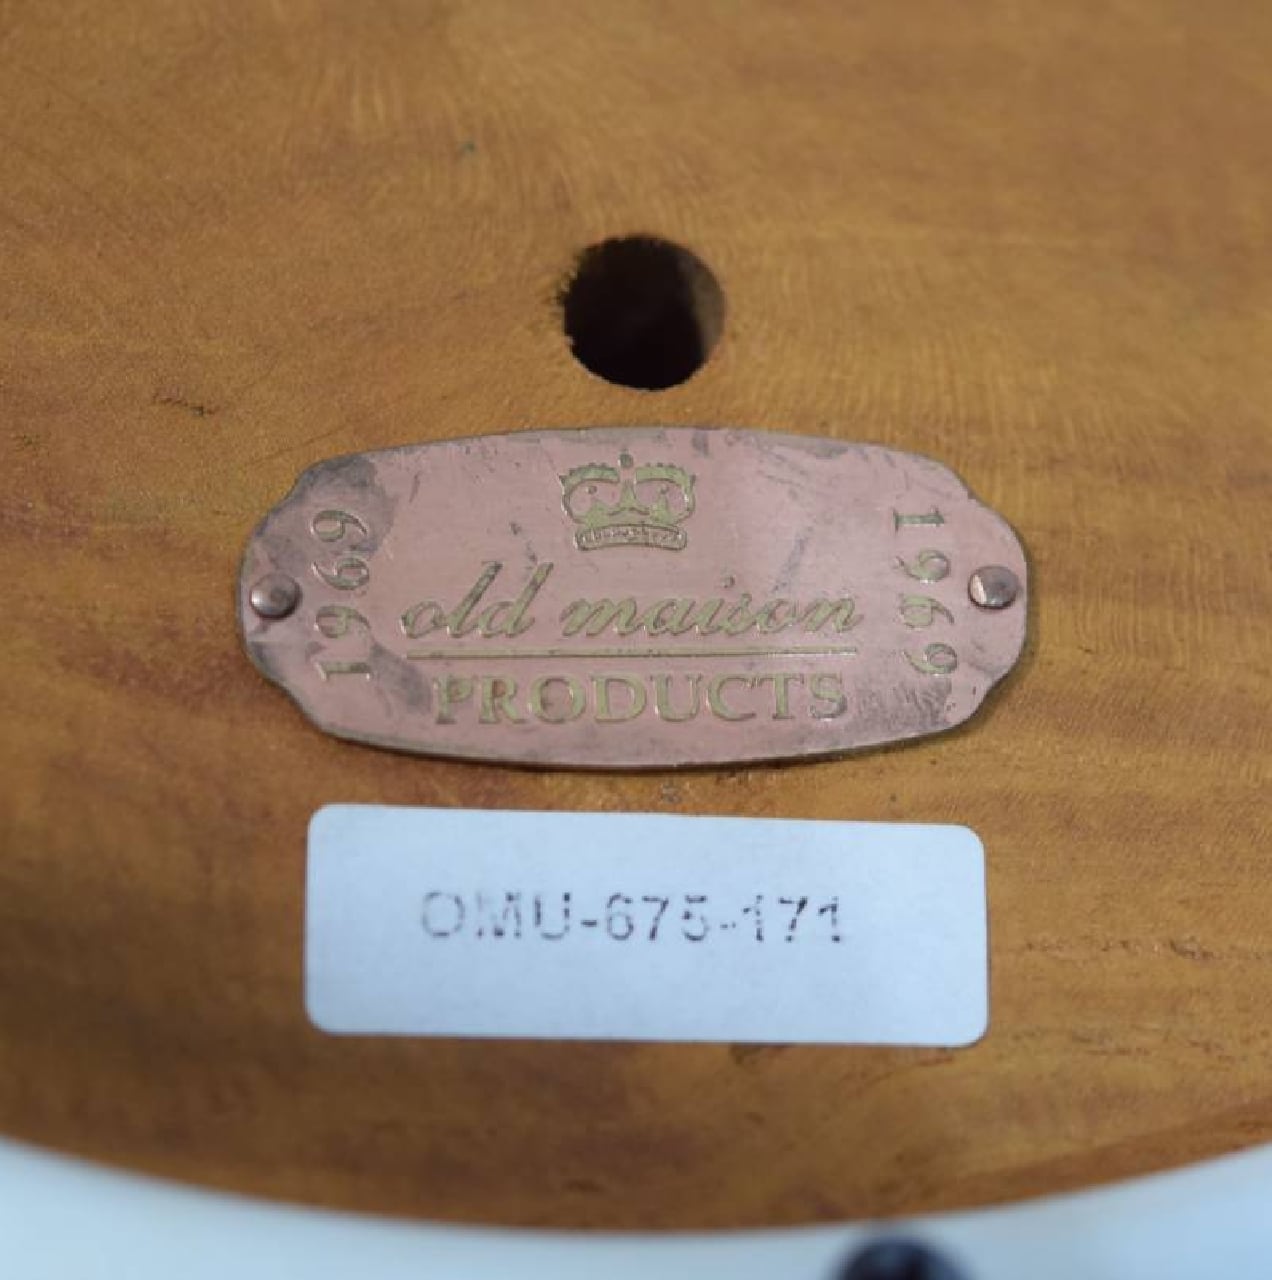 1969
old maison
PRODUCTS
1969
OMU-675-171